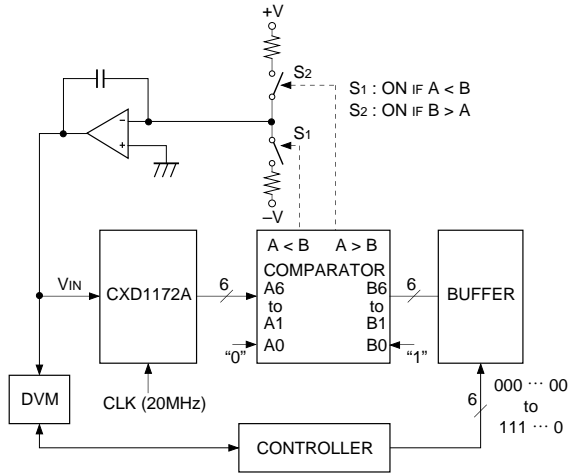 +V
S2
S1 : ON IF A < B
S2 : ON IF B > A
–
+
S1
–V
A < B A > B
COMPARATOR
VIN
CXD1172A
6
A6
to
A1
A0
B6
to
B1
B0
6
BUFFER
"0"
"1"
DVM
CLK (20MHz)
6
000 ··· 00
to
111 ··· 0
CONTROLLER